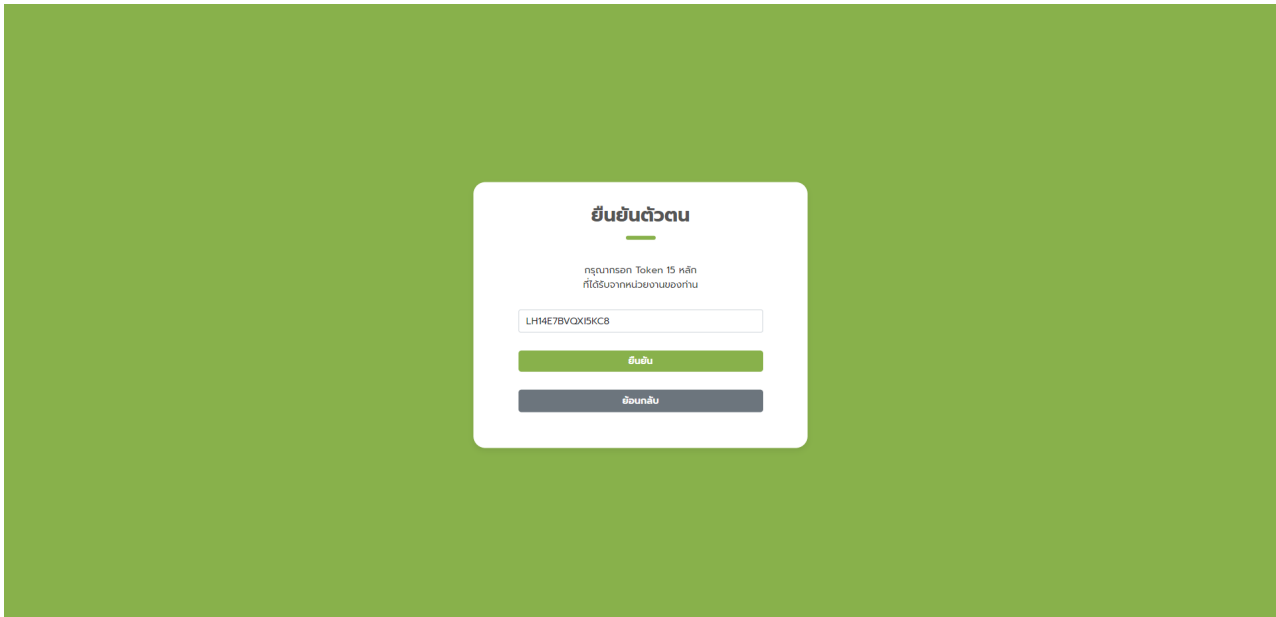 ยืนยันตัวตน
กรุณากรอก Token 15 หลัก
ที่ได้รับจากหน่วยงานของท่าน
LH14E7BVQXI5KC8
ยืนยัน
ย้อนกลับ